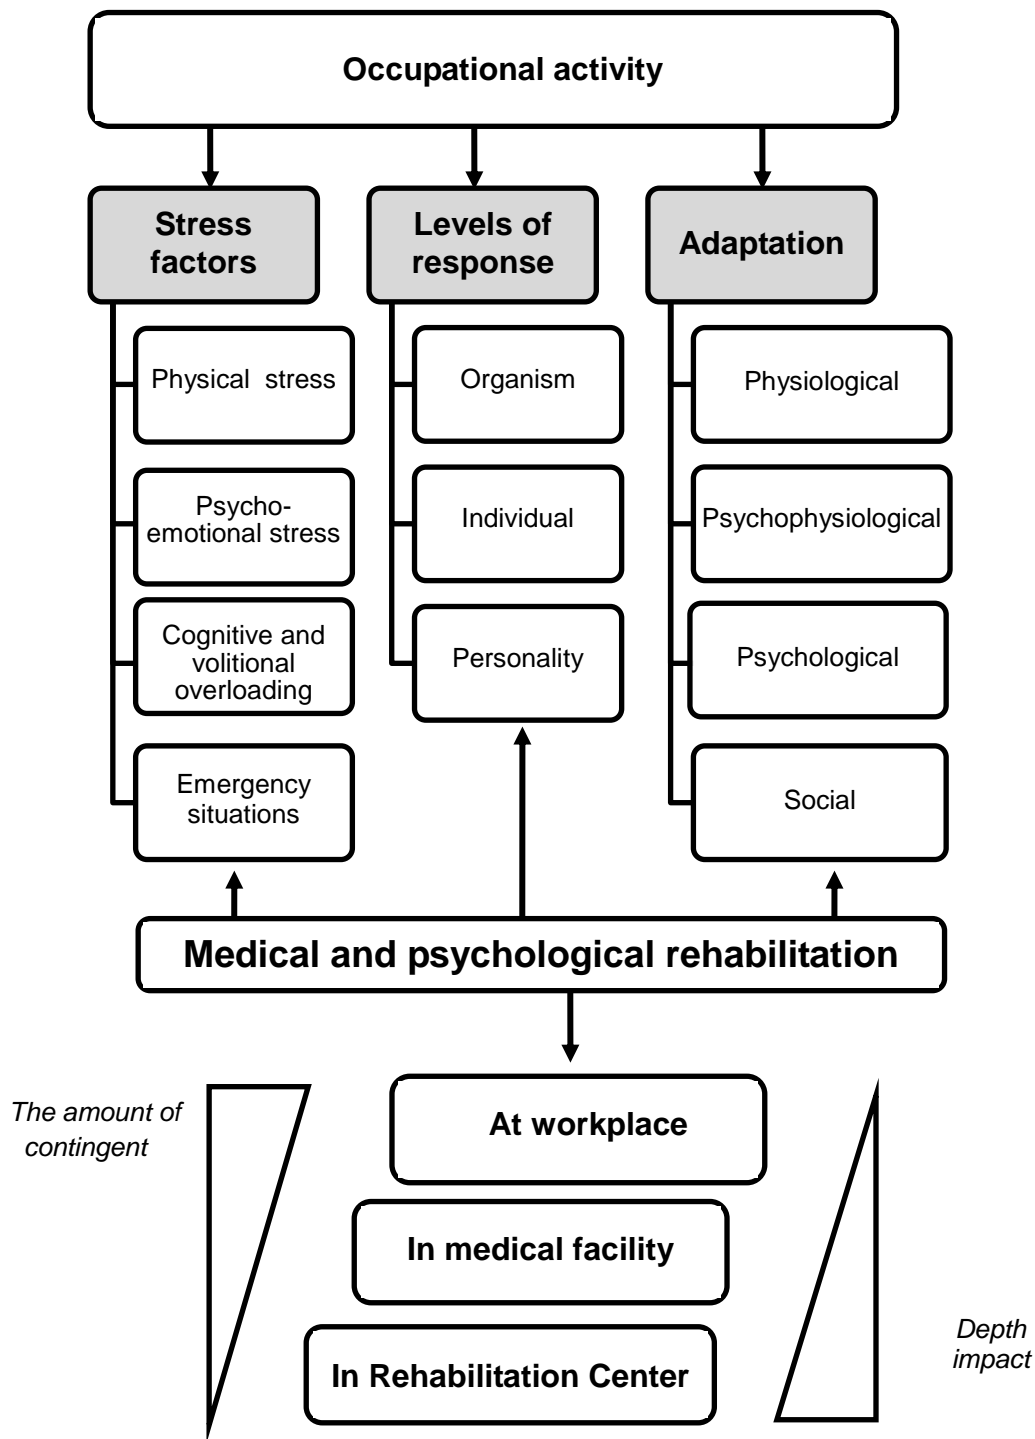 Occupational activity
Stress
factors
Levels of
response
Adaptation
Physical stress
Organism
Physiological
Psycho-
emotional stress
Individual
Psychophysiological
Cognitive and
volitional
overloading
Personality
Psychological
Emergency
situations
Social
Medical and psychological rehabilitation
The amount of
contingent
At workplace
In medical facility
In Rehabilitation Center
Depth
impact